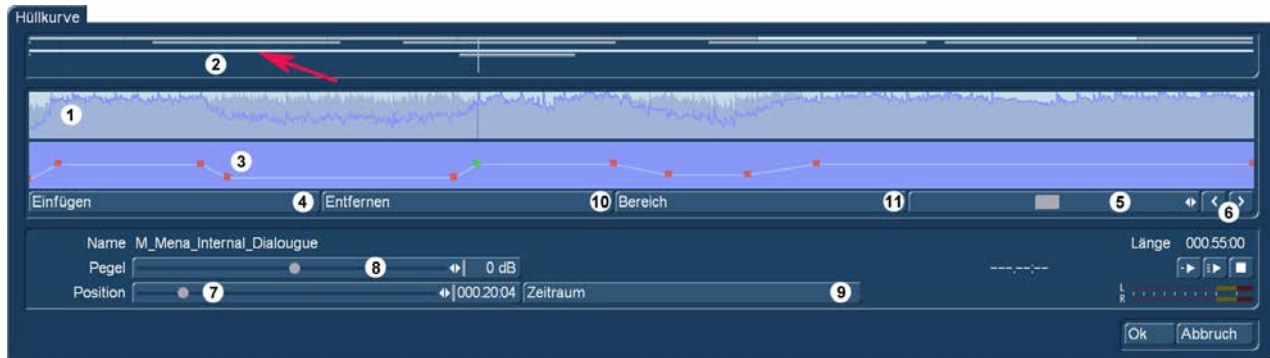 Hüllkurve
2
1
3
Einfügen 4 Entfernen 10 Bereich 11 5 < >
6
Name M_Mena_Internal_Dialougue Länge 000.55:00
Pegel 8 0 dB ---.--:--
Position 7 000.20:04 Zeitraum 9 L
R
Ok Abbruch